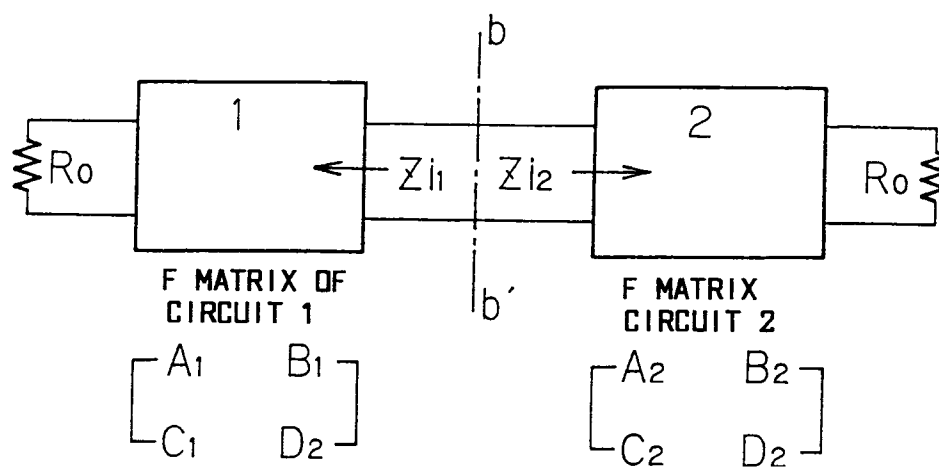 b
1
2
Ro
Zi1
Zi2
Ro
b′
F MATRIX OF
CIRCUIT 1
F MATRIX
CIRCUIT 2
A1 B1
C1 D2
A2 B2
C2 D2